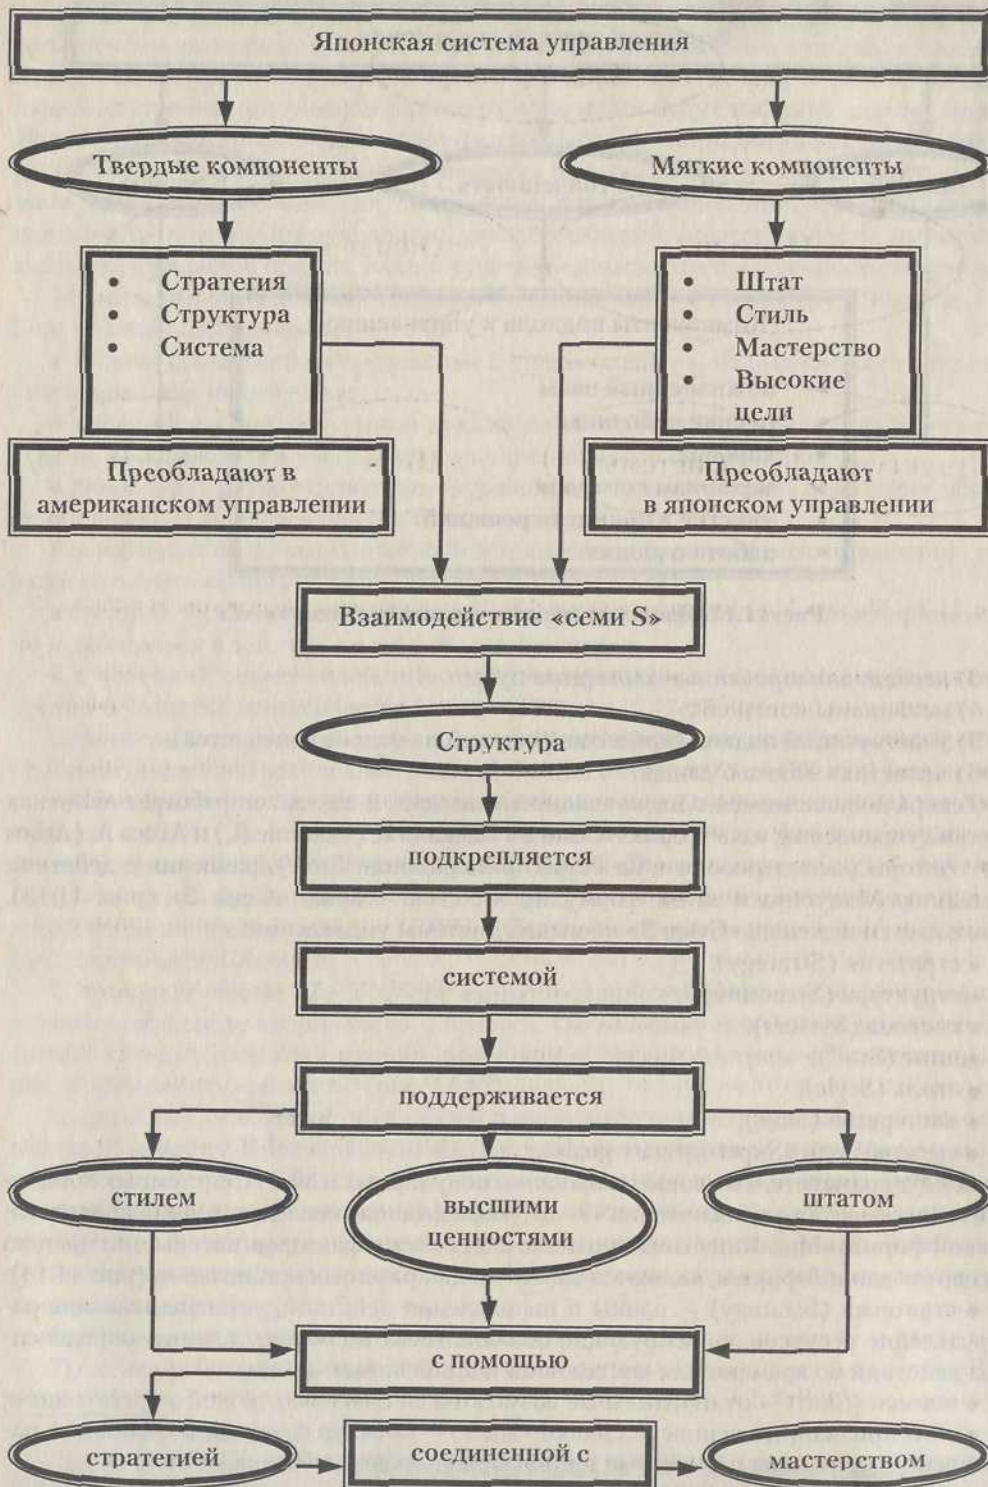 Японская система управления
Твердые компоненты
Мягкие компоненты
• Стратегия
• Структура
• Система
• Штат
• Стиль
• Мастерство
• Высокие
цели
Преобладают в
американском управлении
Преобладают
в японском управлении
Взаимодействие «семи S»
Структура
подкрепляется
системой
поддерживается
стилем
высшими
ценностями
штатом
с помощью
стратегией
соединенной с
мастерством